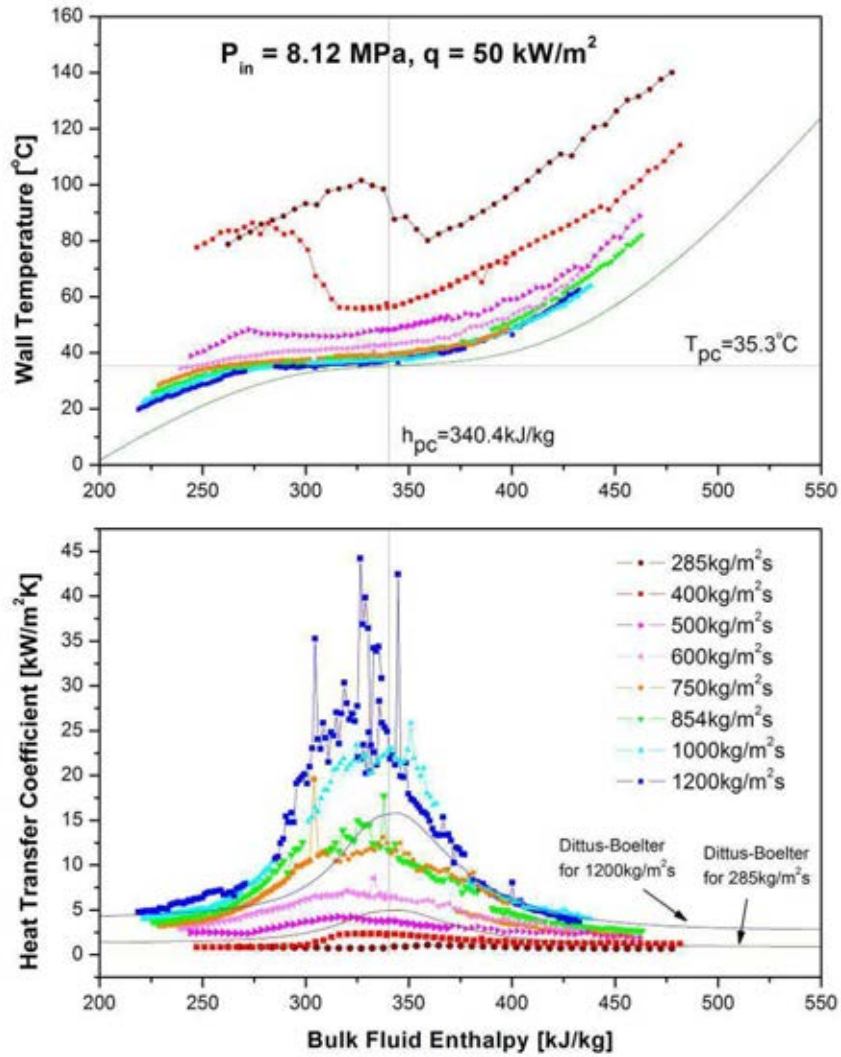 160
140
120
100
80
60
40
20
0
Wall Temperature [°C]
P_in = 8.12 MPa, q = 50 kW/m²
T_pc=35.3°C
h_pc=340.4kJ/kg
200 250 300 350 400 450 500 550
45
40
35
30
25
20
15
10
5
0
Heat Transfer Coefficient [kW/m²K]
285kg/m²s
400kg/m²s
500kg/m²s
600kg/m²s
750kg/m²s
854kg/m²s
1000kg/m²s
1200kg/m²s
Dittus-Boelter
for 1200kg/m²s
Dittus-Boelter
for 285kg/m²s
200 250 300 350 400 450 500 550
Bulk Fluid Enthalpy [kJ/kg]